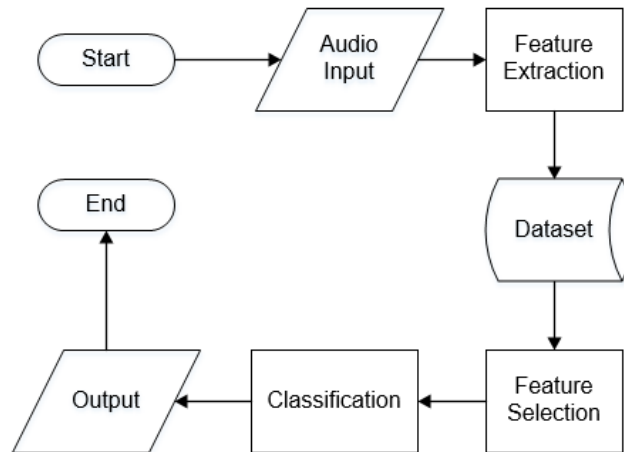 Start
Audio
Input
Feature
Extraction
Dataset
Feature
Selection
Classification
Output
End